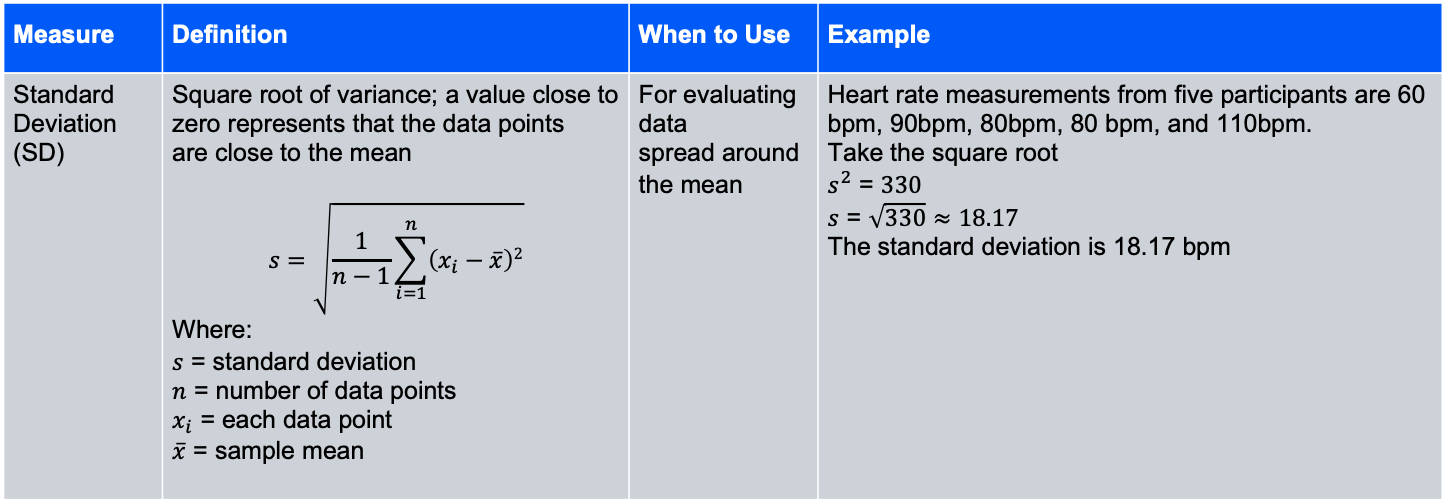 Measure
Definition
When to Use
Example
Standard
Deviation
(SD)
Square root of variance; a value close to
zero represents that the data points
are close to the mean
s = √(1/(n − 1) ∑_{i=1}^{n} (x_i − x̄)²)
Where:
s = standard deviation
n = number of data points
x_i = each data point
x̄ = sample mean
For evaluating
data
spread around
the mean
Heart rate measurements from five participants are 60
bpm, 90bpm, 80bpm, 80 bpm, and 110bpm.
Take the square root
s² = 330
s = √330 ≈ 18.17
The standard deviation is 18.17 bpm